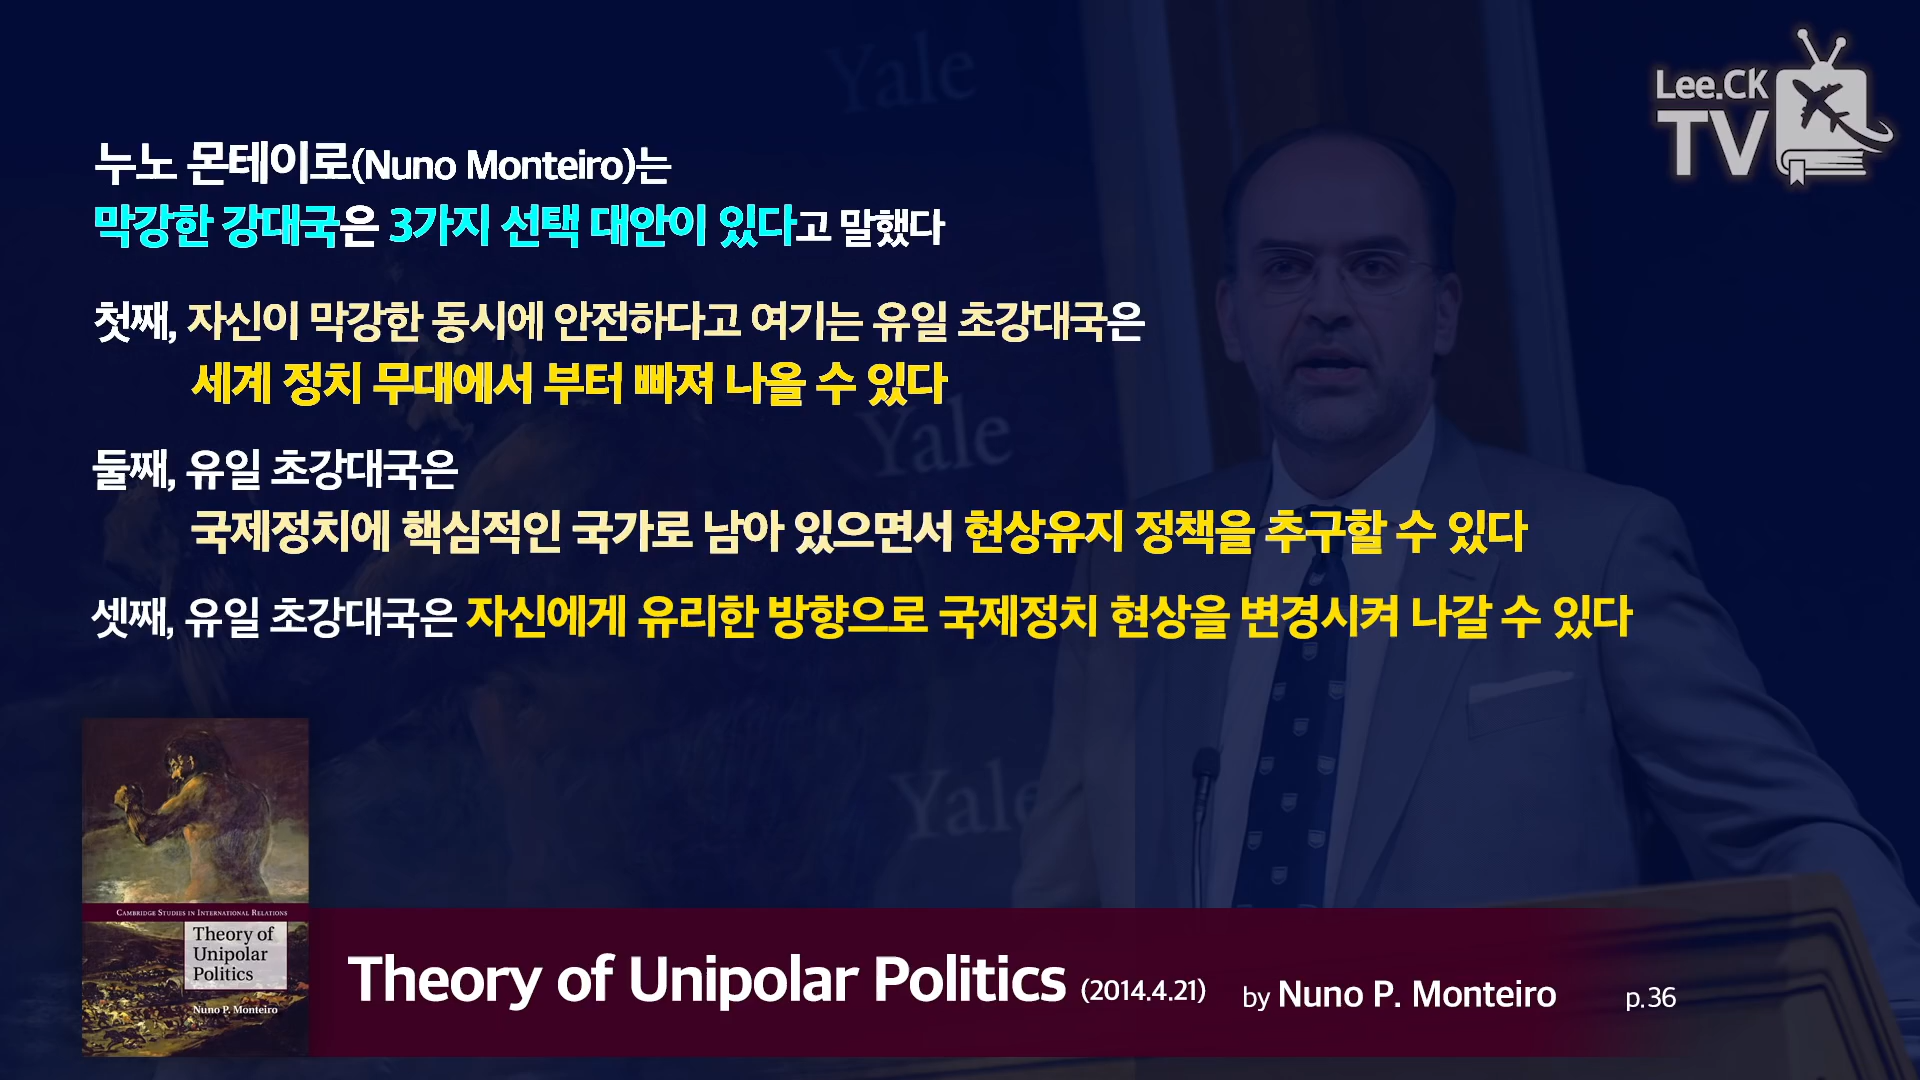 Yale
Lee.CK
TV
누노 몬테이로(Nuno Monteiro)는
막강한 강대국은 3가지 선택 대안이 있다고 말했다
첫째, 자신이 막강한 동시에 안전하다고 여기는 유일 초강대국은
세계 정치 무대에서 부터 빠져 나올 수 있다
Yale
둘째, 유일 초강대국은
국제정치에 핵심적인 국가로 남아 있으면서 현상유지 정책을 추구할 수 있다
셋째, 유일 초강대국은 자신에게 유리한 방향으로 국제정치 현상을 변경시켜 나갈 수 있다
Yale
CAMBRIDGE STUDIES IN INTERNATIONAL RELATIONS
Theory of
Unipolar
Politics
Nuno P. Monteiro
Theory of Unipolar Politics (2014.4.21) by Nuno P. Monteiro p.36